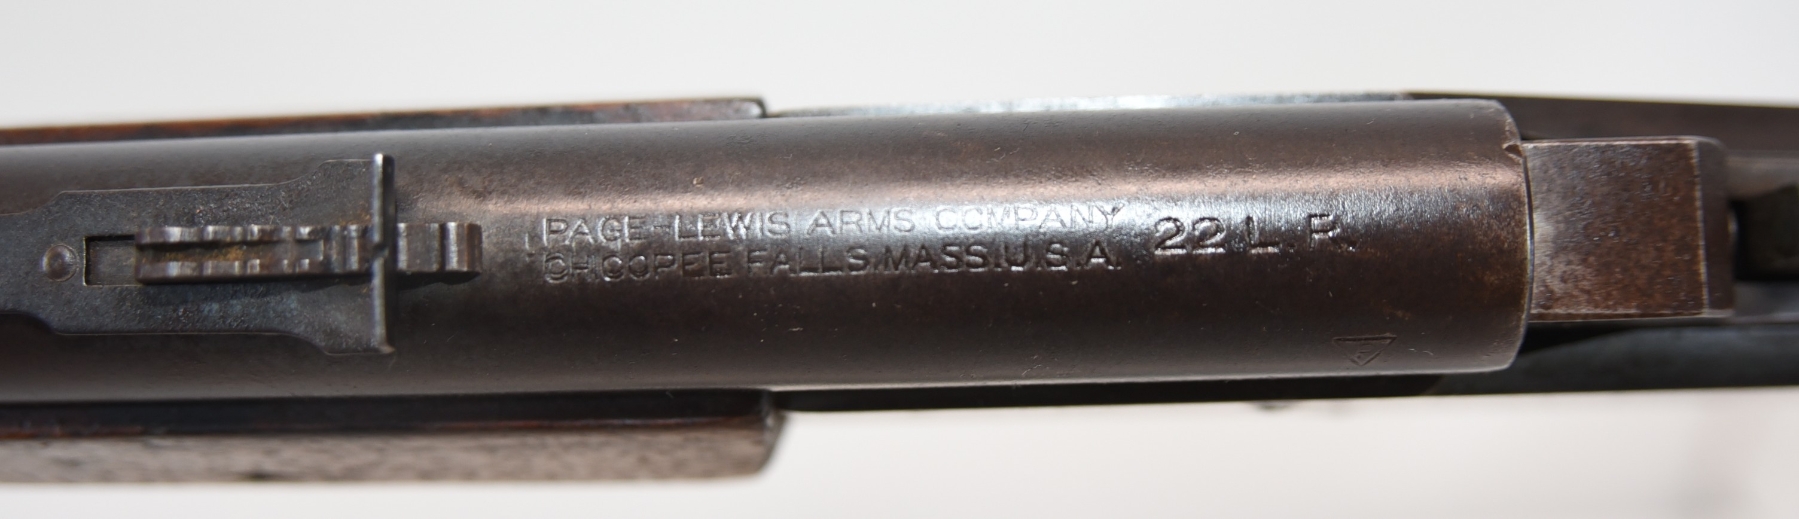 PAGE-LEWIS ARMS COMPANY
CHICOPEE FALLS, MASS., U.S.A.
22 L.R.